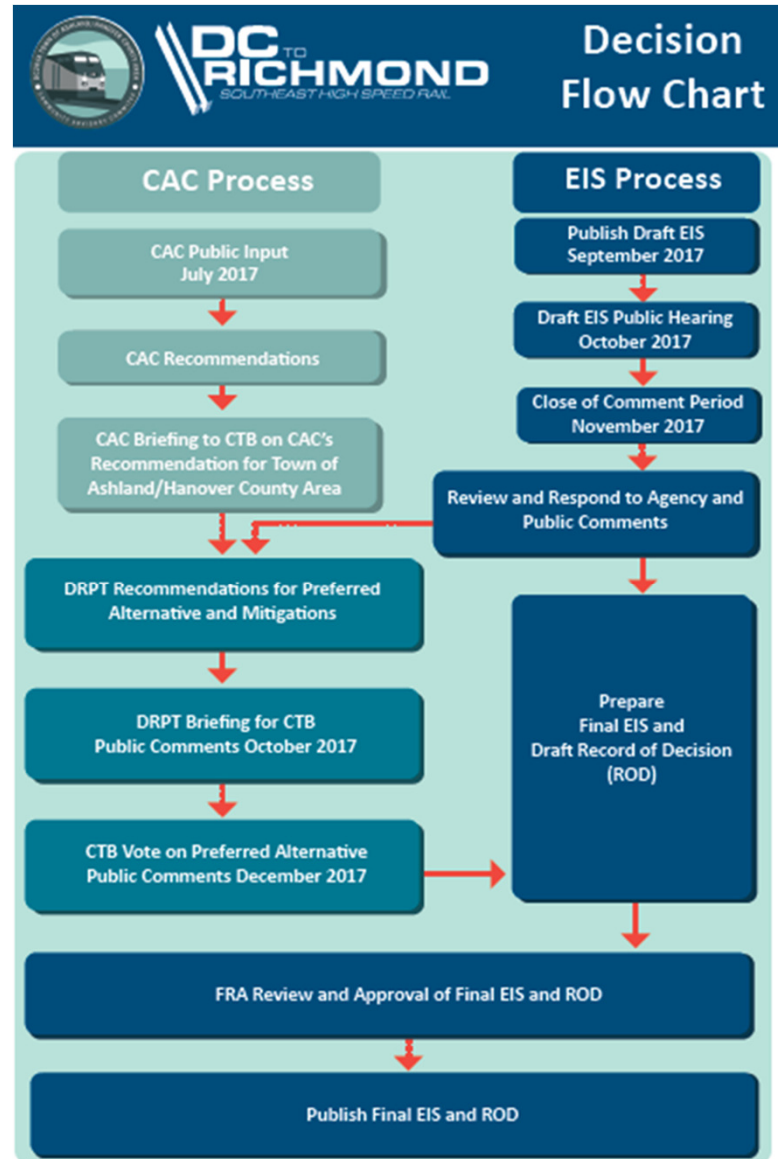 DC TO
RICHMOND
SOUTHEAST HIGH SPEED RAIL
Decision
Flow Chart
CAC Process
CAC Public Input
July 2017
CAC Recommendations
CAC Briefing to CTB on CAC's
Recommendation for Town of
Ashland/Hanover County Area
DRPT Recommendations for Preferred
Alternative and Mitigations
DRPT Briefing for CTB
Public Comments October 2017
CTB Vote on Preferred Alternative
Public Comments December 2017
EIS Process
Publish Draft EIS
September 2017
Draft EIS Public Hearing
October 2017
Close of Comment Period
November 2017
Review and Respond to Agency and
Public Comments
Prepare
Final EIS and
Draft Record of Decision
(ROD)
FRA Review and Approval of Final EIS and ROD
Publish Final EIS and ROD